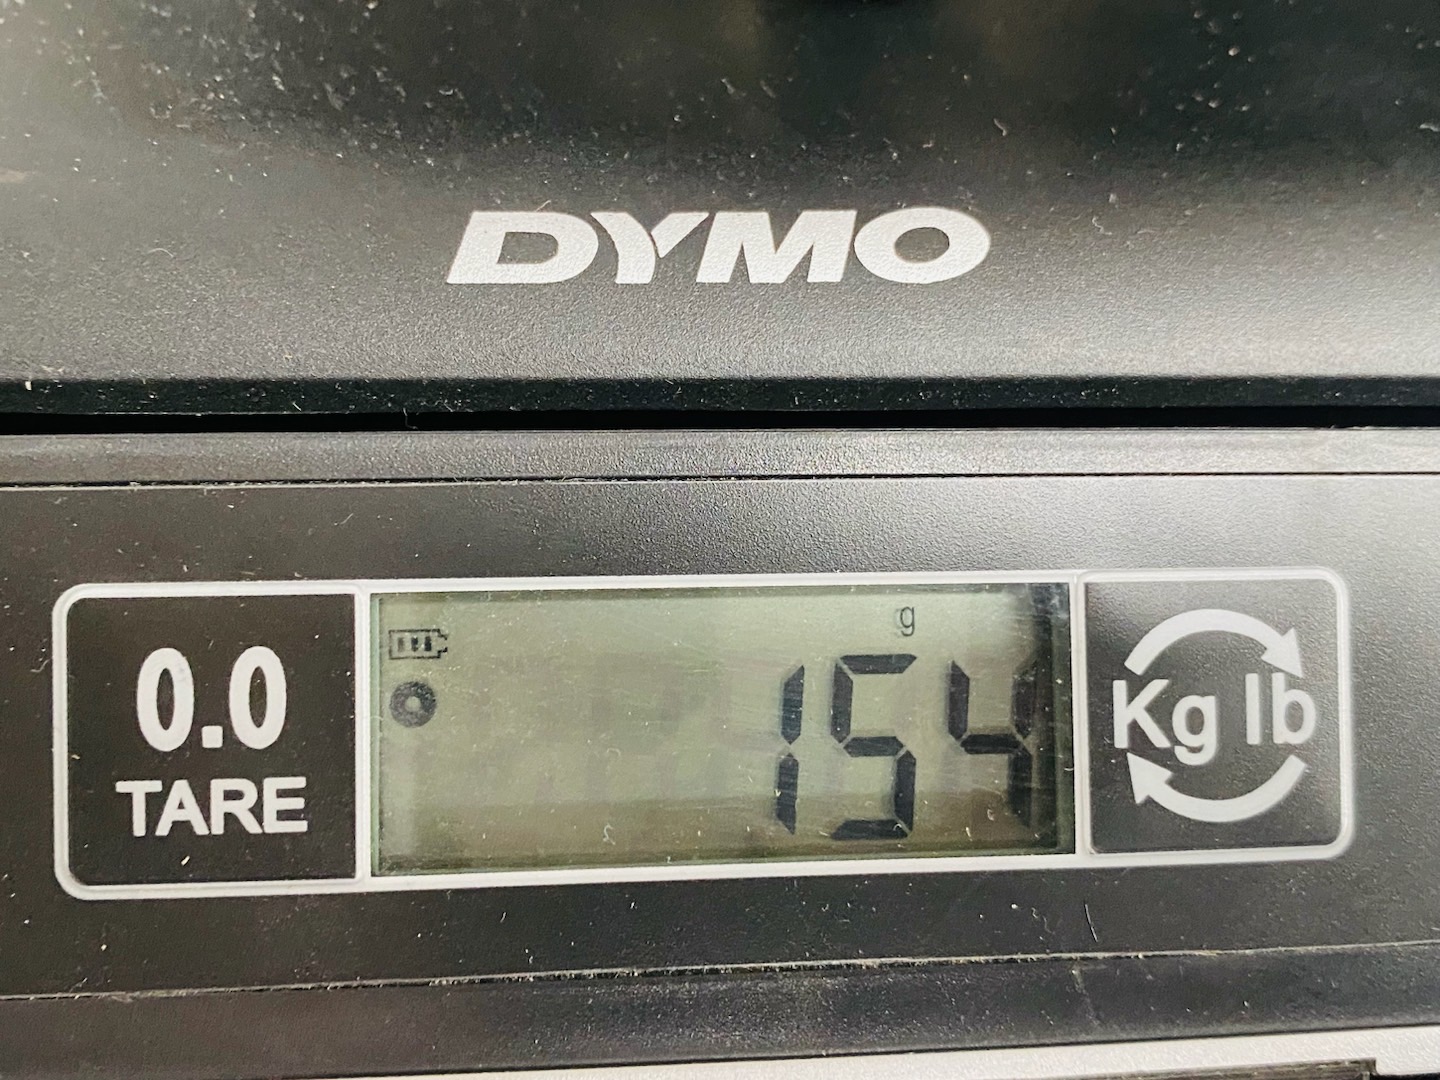 DYMO
g
0.0
TARE
154
Kg lb